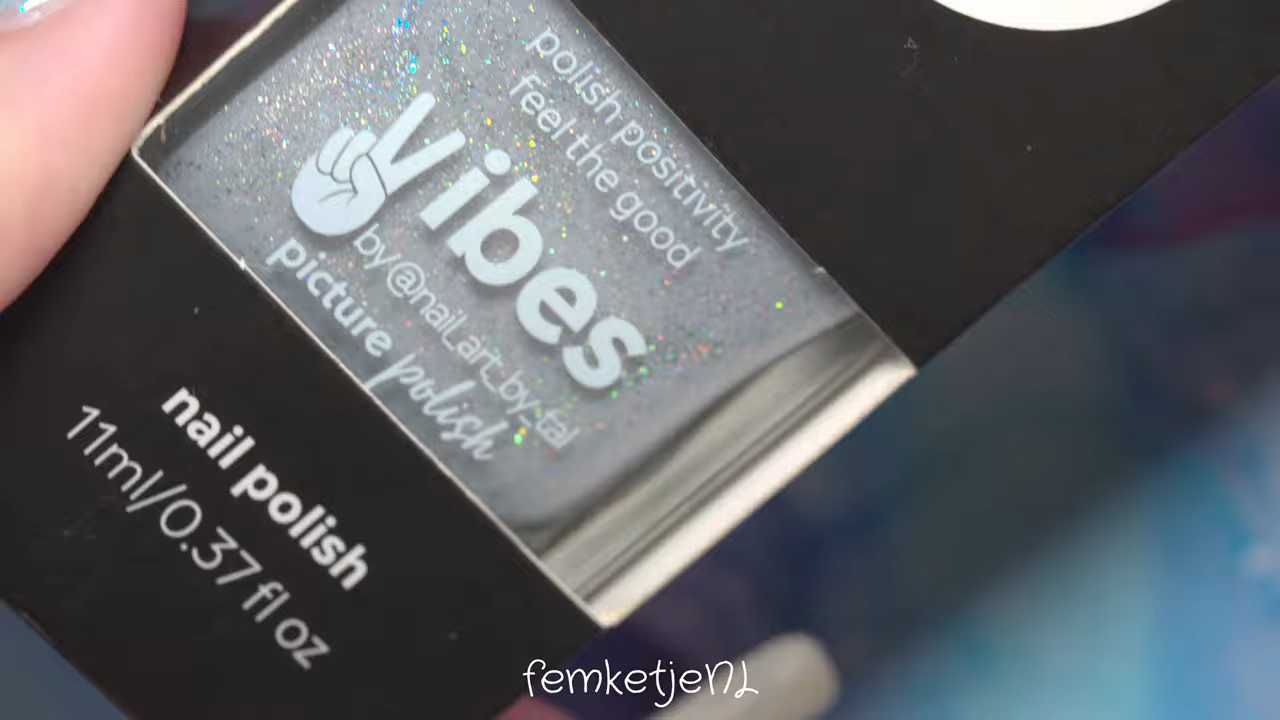 polish positivity
feel the good
Vibes
by@nail_art_by_tal
picture polish
nail polish
11ml/0.37 fl oz
femketjeNL